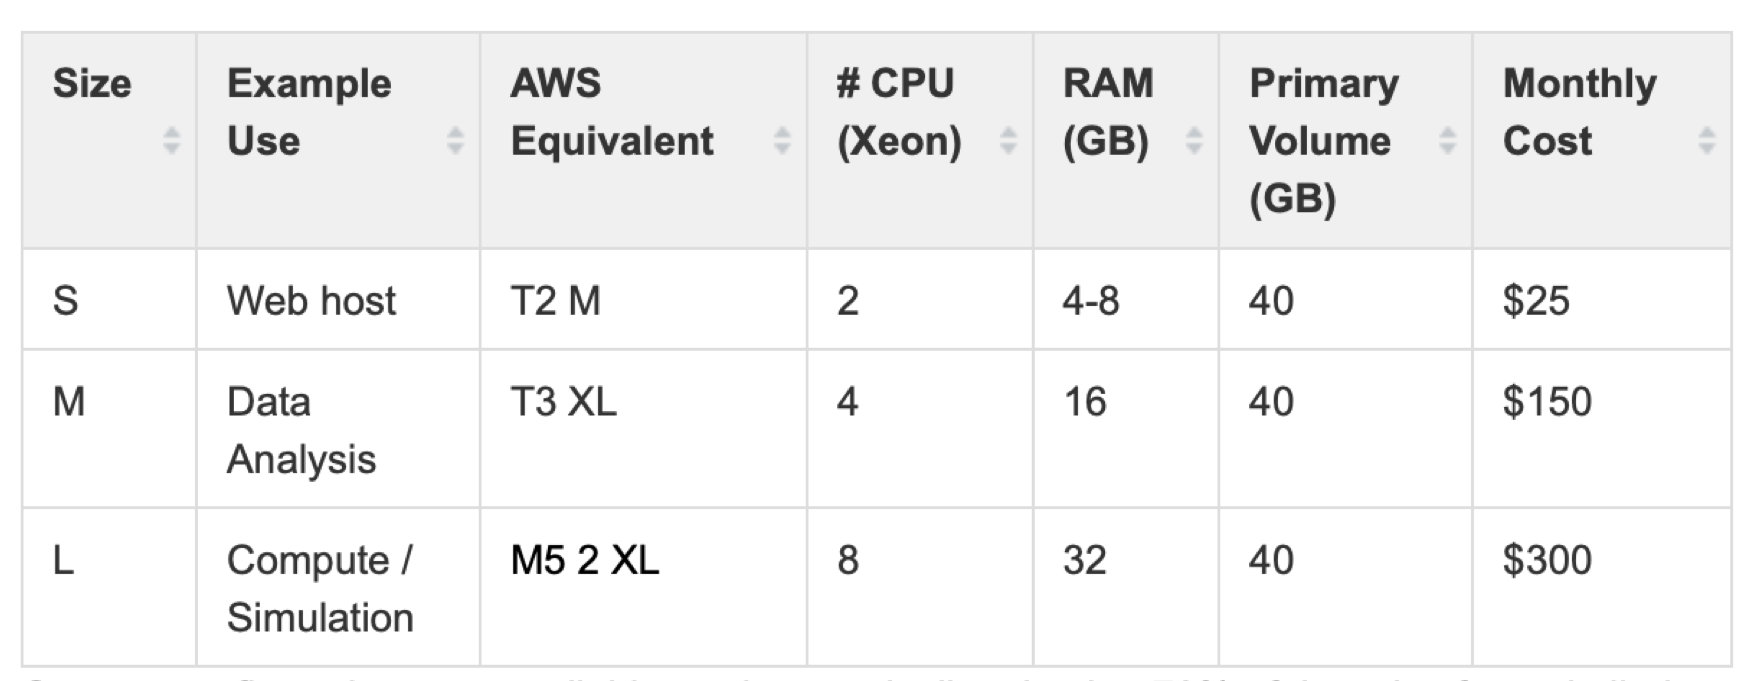 Size Example Use AWS Equivalent # CPU (Xeon) RAM (GB) Primary Volume (GB) Monthly Cost
S Web host T2 M 2 4-8 40 $25
M Data Analysis T3 XL 4 16 40 $150
L Compute / Simulation M5 2 XL 8 32 40 $300